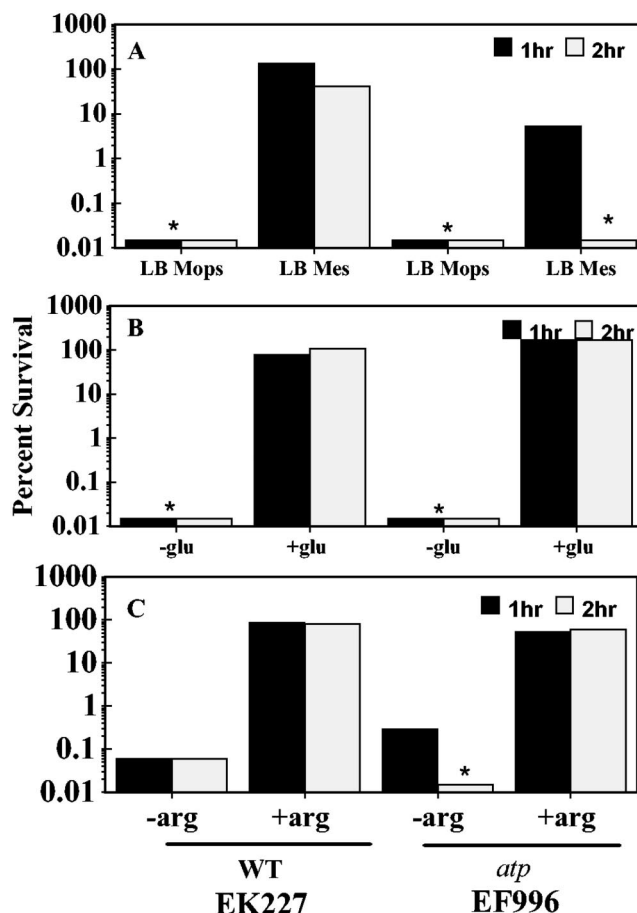 Percent Survival
A
1hr 2hr
1000
100
10
1
0.1
0.01
*
*
*
LB Mops LB Mes LB Mops LB Mes
B
1hr 2hr
1000
100
10
1
0.1
0.01
*
*
-glu +glu -glu +glu
C
1hr 2hr
1000
100
10
1
0.1
0.01
*
-arg +arg -arg +arg
WT atp
EK227 EF996